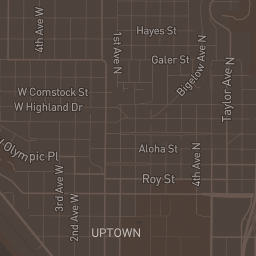 Hayes St
4th Ave W
1st Ave N
Galer St
Bigelow Ave N
Taylor Ave N
W Comstock St
W Highland Dr
Olympic Pl
Aloha St
4th Ave N
Roy St
3rd Ave W
2nd Ave W
UPTOWN